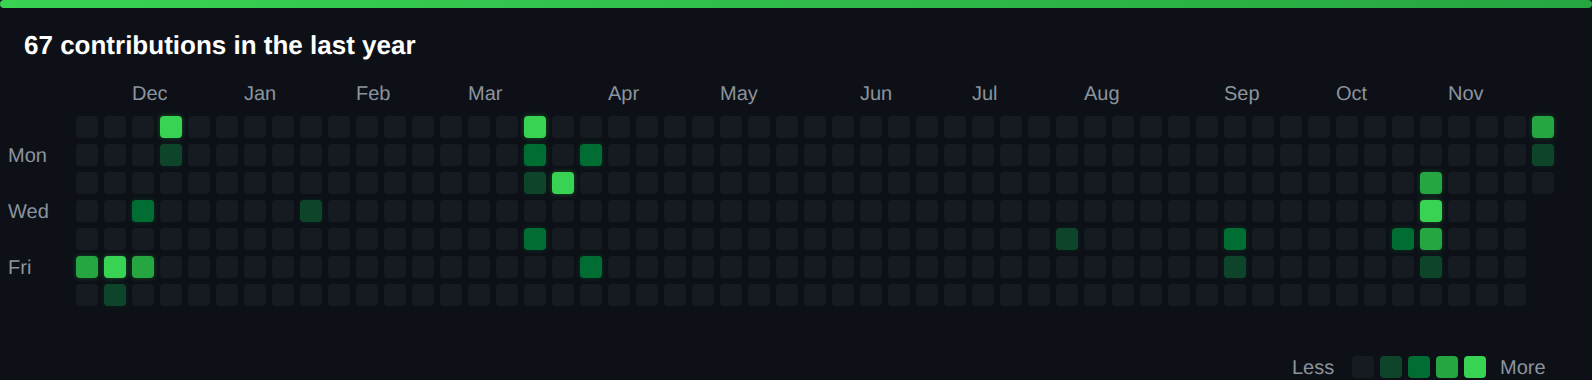 67 contributions in the last year
Dec Jan Feb Mar Apr May Jun Jul Aug Sep Oct Nov
Mon
Wed
Fri
Less More